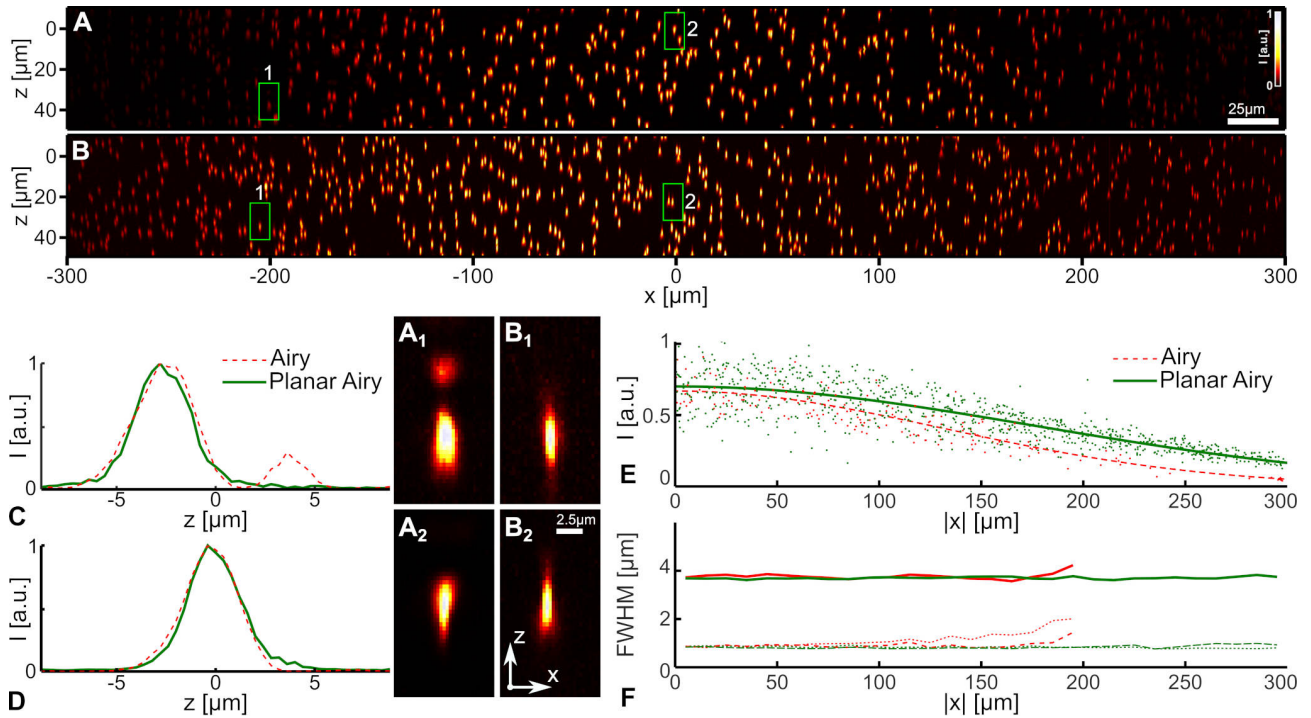 A
1
2
1
I [a.u.]
0
25µm
z [µm]
0
20
40
B
1
2
z [µm]
0
20
40
-300
-200
-100
0
100
200
300
x [µm]
Airy
Planar Airy
1
0
I [a.u.]
-5
0
5
z [µm]
C
A1
B1
Airy
Planar Airy
1
0.5
0
I [a.u.]
0
50
100
150
200
250
300
|x| [µm]
E
1
0
I [a.u.]
-5
0
5
z [µm]
D
A2
B2
2.5µm
z
x
4
2
0
FWHM [µm]
0
50
100
150
200
250
300
|x| [µm]
F